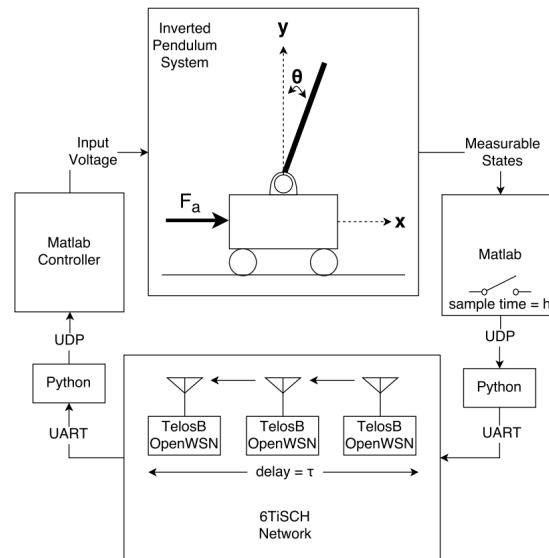 Inverted
Pendulum
System
y
θ
F_a
x
Input
Voltage
Measurable
States
Matlab
Controller
Matlab
sample time = h
UDP
UDP
Python
Python
UART
UART
TelosB
OpenWSN
TelosB
OpenWSN
TelosB
OpenWSN
delay = τ
6TiSCH
Network